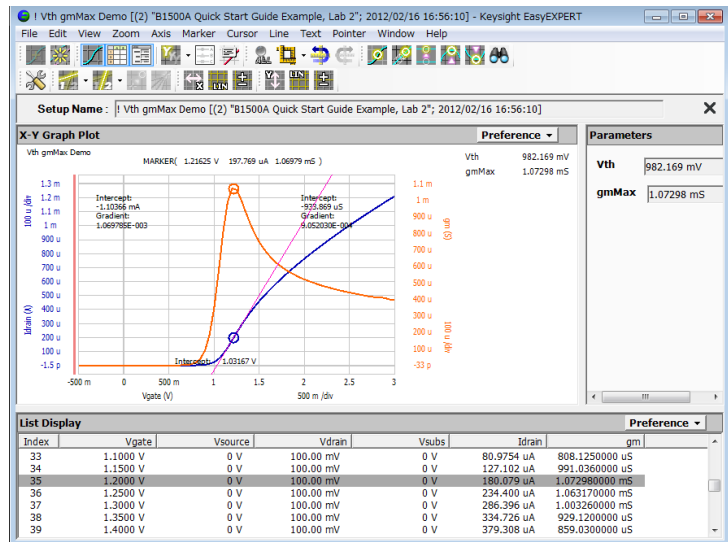 ! Vth gmMax Demo [(2) "B1500A Quick Start Guide Example, Lab 2"; 2012/02/16 16:56:10] - Keysight EasyEXPERT
File Edit View Zoom Axis Marker Cursor Line Text Pointer Window Help
Setup Name : ! Vth gmMax Demo [(2) "B1500A Quick Start Guide Example, Lab 2"; 2012/02/16 16:56:10]
X-Y Graph Plot Preference
Vth gmMax Demo
MARKER( 1.21625 V 197.769 uA 1.06979 mS )
Vth 982.169 mV
gmMax 1.07298 mS
100 u /div
Idrain (A)
1.3 m
1.2 m
1.1 m
1 m
900 u
800 u
700 u
600 u
500 u
400 u
300 u
200 u
100 u
-1.5 p
Intercept:
-1.10366 mA
Gradient:
1.069785E-003
Intercept:
-935.869 uS
Gradient:
9.052030E-004
Intercept: 1.03167 V
1.1 m
1 m
900 u
800 u
700 u
600 u
500 u
400 u
300 u
200 u
100 u
-33 p
gm (S)
100 u /div
-500 m 0 500 m 1 1.5 2 2.5 3
Vgate (V) 500 m /div
Parameters
Vth 982.169 mV
gmMax 1.07298 mS
List Display Preference
Index Vgate Vsource Vdrain Vsubs Idrain gm
33 1.1000 V 0 V 100.00 mV 0 V 80.9754 uA 808.1250000 uS
34 1.1500 V 0 V 100.00 mV 0 V 127.102 uA 991.0360000 uS
35 1.2000 V 0 V 100.00 mV 0 V 180.079 uA 1.072980000 mS
36 1.2500 V 0 V 100.00 mV 0 V 234.400 uA 1.063170000 mS
37 1.3000 V 0 V 100.00 mV 0 V 286.396 uA 1.003260000 mS
38 1.3500 V 0 V 100.00 mV 0 V 334.726 uA 929.1200000 uS
39 1.4000 V 0 V 100.00 mV 0 V 379.308 uA 859.0300000 uS